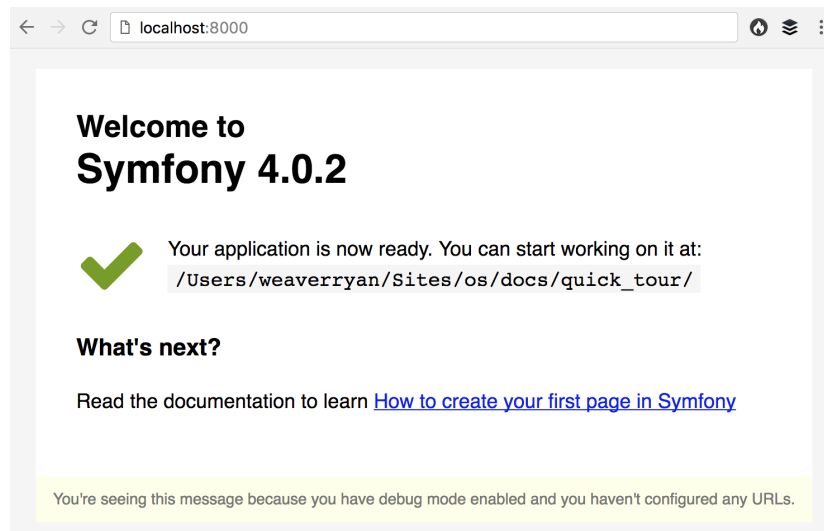 localhost:8000
Welcome to
Symfony 4.0.2
Your application is now ready. You can start working on it at:
/Users/weaverryan/Sites/os/docs/quick_tour/
What's next?
Read the documentation to learn How to create your first page in Symfony
You're seeing this message because you have debug mode enabled and you haven't configured any URLs.